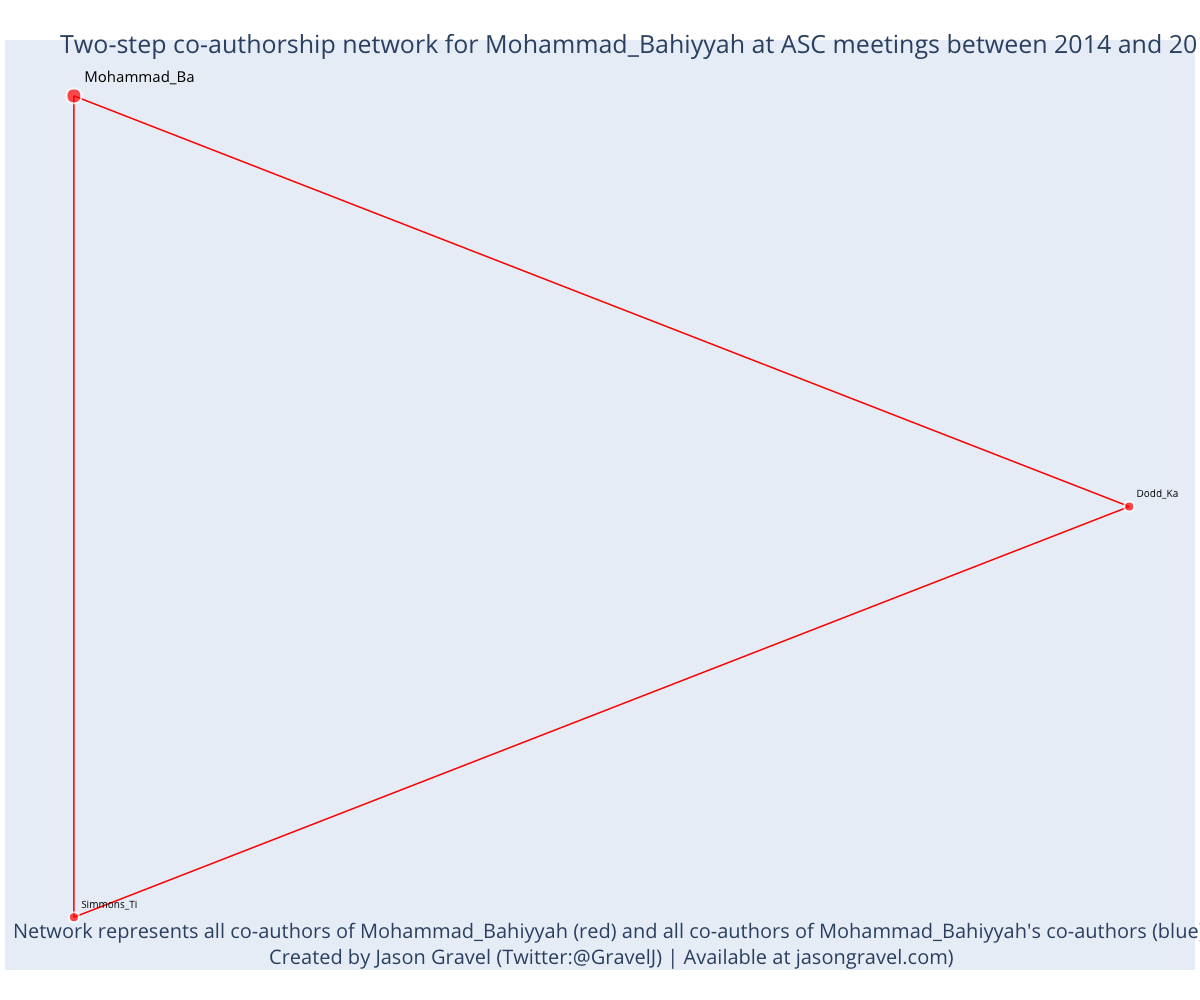 Two-step co-authorship network for Mohammad_Bahiyyah at ASC meetings between 2014 and 20
Mohammad_Ba
Dodd_Ka
Simmons_Ti
Network represents all co-authors of Mohammad_Bahiyyah (red) and all co-authors of Mohammad_Bahiyyah's co-authors (blue
Created by Jason Gravel (Twitter:@GravelJ) | Available at jasongravel.com)